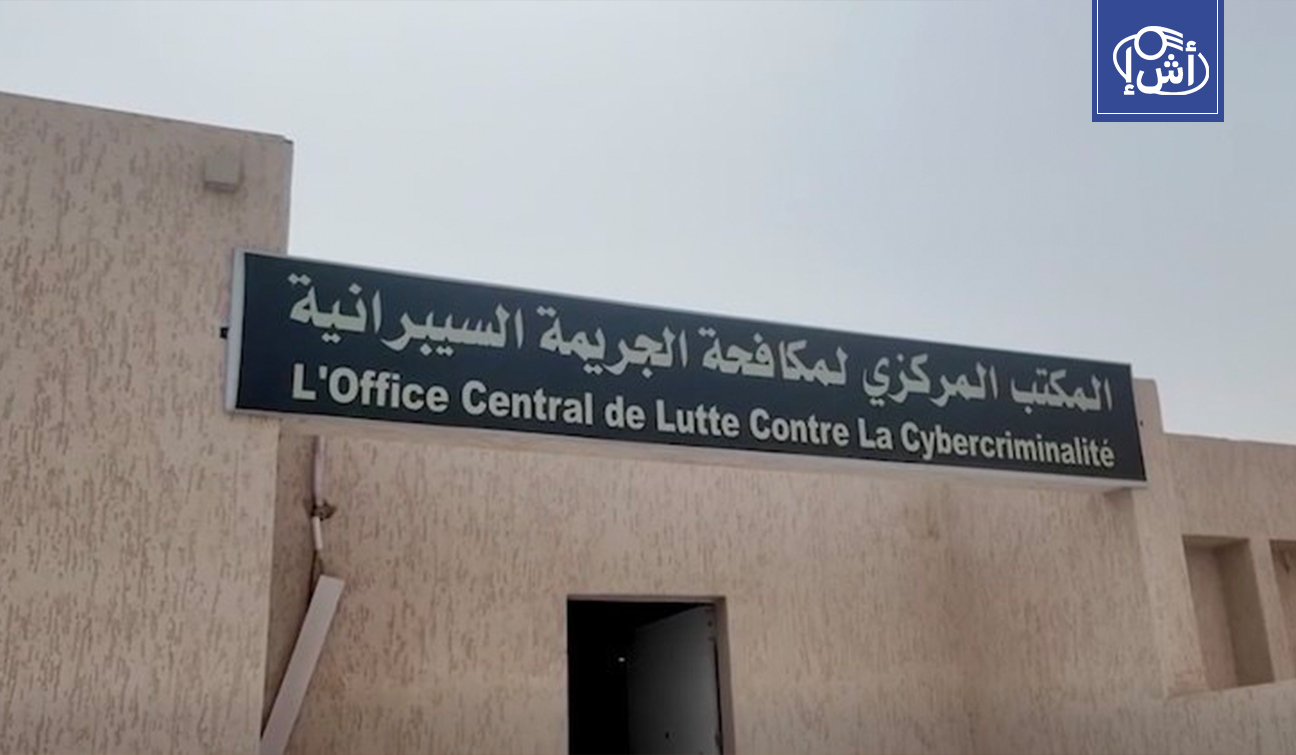 أش إ
المكتب المركزي لمكافحة الجريمة السيبرانية
L'Office Central de Lutte Contre La Cybercriminalité